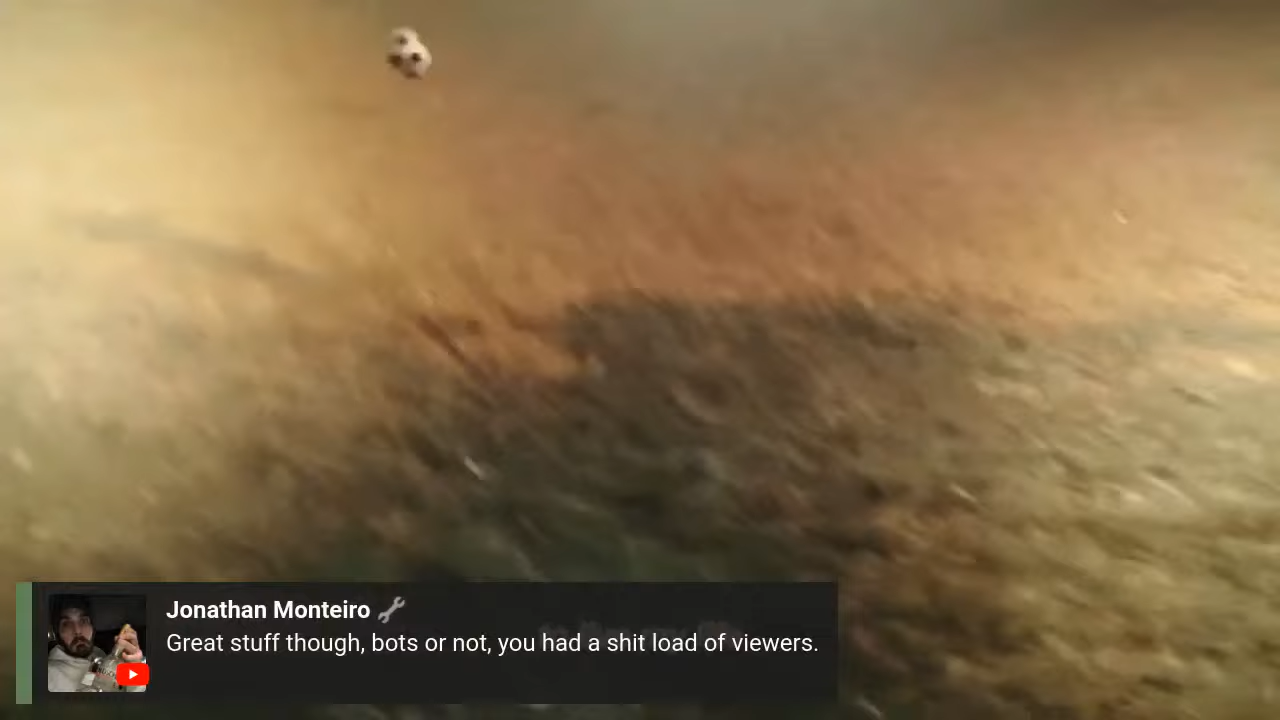 Jonathan Monteiro
Great stuff though, bots or not, you had a shit load of viewers.